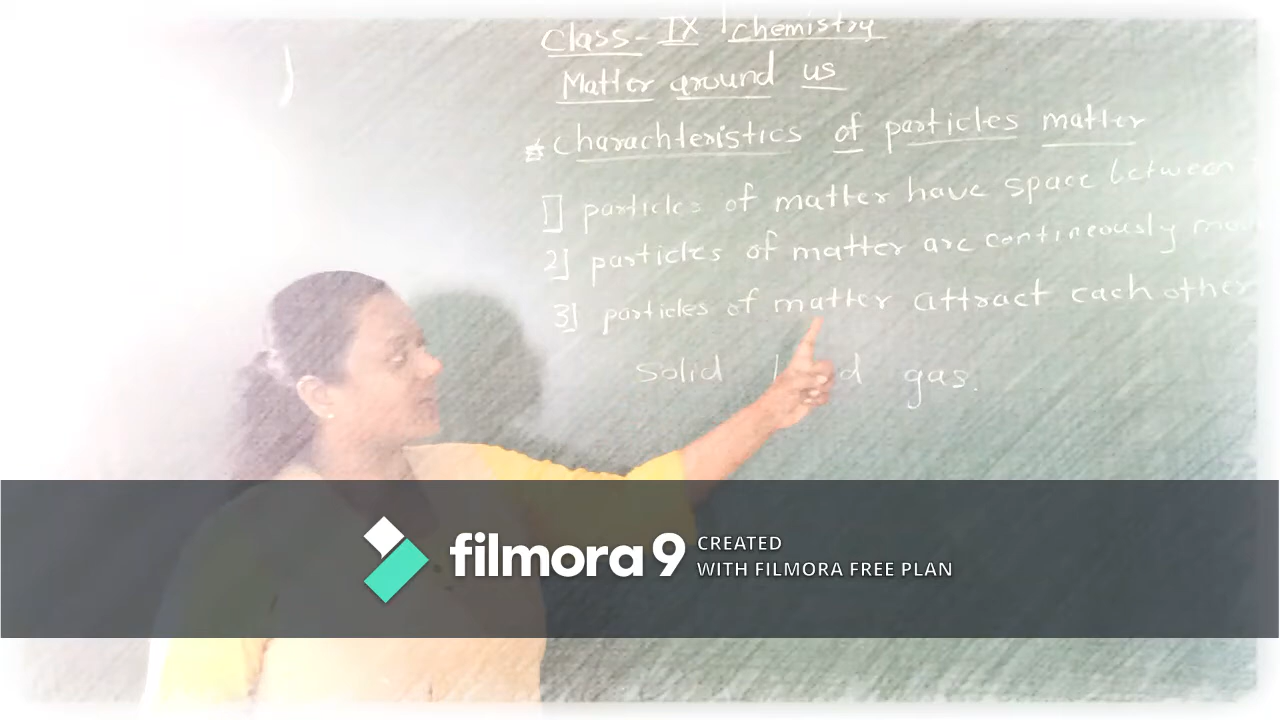 Class-IX chemistry
Matter around us
* Charachteristics of particles matter
1] particles of matter have space between
2] particles of matter are contineously
3] particles of matter attract each other
solid gas.
filmora 9
CREATED
WITH FILMORA FREE PLAN